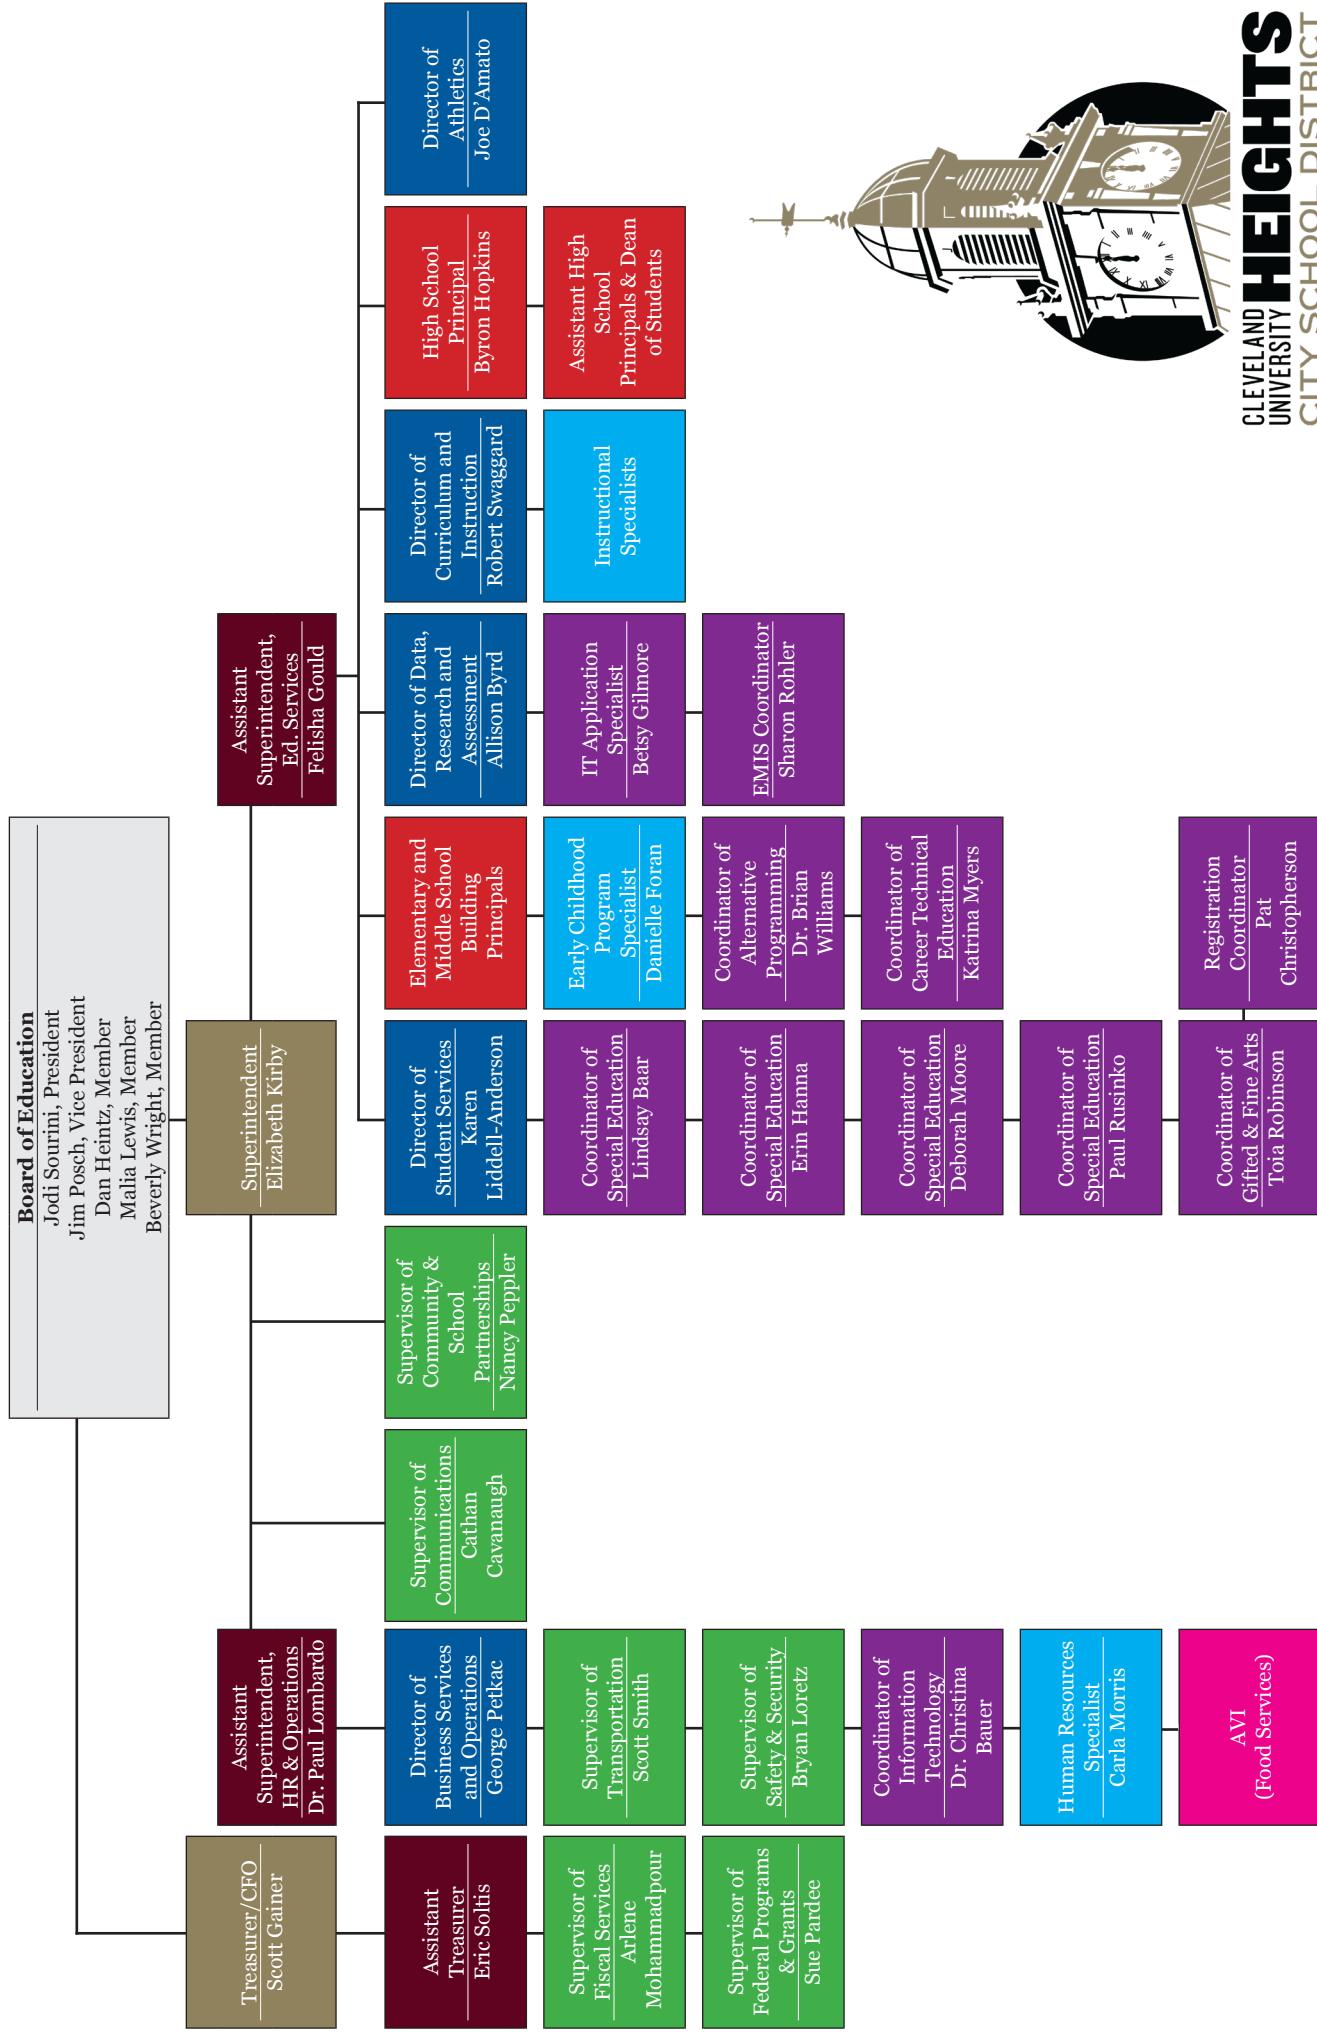 Board of Education
Jodi Sourini, President
Jim Posch, Vice President
Dan Heintz, Member
Malia Lewis, Member
Beverly Wright, Member
Treasurer/CFO
Scott Gainer
Superintendent
Elizabeth Kirby
Assistant
Superintendent,
HR & Operations
Dr. Paul Lombardo
Assistant
Superintendent,
Ed. Services
Felisha Gould
Assistant
Treasurer
Eric Soltis
Director of
Business Services
and Operations
George Petkac
Supervisor of
Communications
Cathan
Cavanaugh
Supervisor of
Community &
School
Partnerships
Nancy Peppler
Director of
Student Services
Karen
Liddell-Anderson
Elementary and
Middle School
Building
Principals
Director of Data,
Research and
Assessment
Allison Byrd
Director of
Curriculum and
Instruction
Robert Swaggard
High School
Principal
Byron Hopkins
Director of
Athletics
Joe D'Amato
Supervisor of
Fiscal Services
Arlene
Mohammadpour
Supervisor of
Transportation
Scott Smith
Coordinator of
Special Education
Lindsay Baar
Early Childhood
Program
Specialist
Danielle Foran
IT Application
Specialist
Betsy Gilmore
Instructional
Specialists
Assistant High
School
Principals & Dean
of Students
Supervisor of
Federal Programs
& Grants
Sue Pardee
Supervisor of
Safety & Security
Bryan Loretz
Coordinator of
Special Education
Erin Hanna
Coordinator of
Alternative
Programming
Dr. Brian
Williams
EMIS Coordinator
Sharon Rohler
Coordinator of
Information
Technology
Dr. Christina
Bauer
Coordinator of
Special Education
Deborah Moore
Coordinator of
Career Technical
Education
Katrina Myers
Human Resources
Specialist
Carla Morris
Coordinator of
Special Education
Paul Rusinko
AVI
(Food Services)
Coordinator of
Gifted & Fine Arts
Toia Robinson
Registration
Coordinator
Pat
Christopherson
CLEVELAND
UNIVERSITY HEIGHTS
CITY SCHOOL DISTRICT